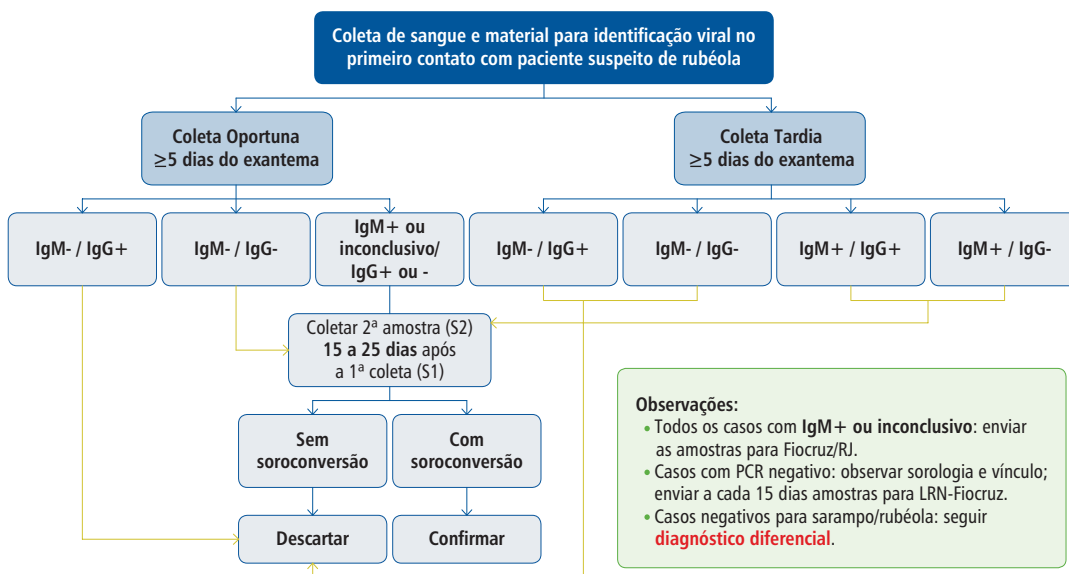 Coleta de sangue e material para identificação viral no
primeiro contato com paciente suspeito de rubéola
Coleta Oportuna
≥5 dias do exantema
Coleta Tardia
≥5 dias do exantema
IgM- / IgG+
IgM- / IgG-
IgM+ ou
inconclusivo/
IgG+ ou -
IgM- / IgG+
IgM- / IgG-
IgM+ / IgG+
IgM+ / IgG-
Coletar 2ª amostra (S2)
15 a 25 dias após
a 1ª coleta (S1)
Sem
soroconversão
Com
soroconversão
Descartar
Confirmar
Observações:
• Todos os casos com IgM+ ou inconclusivo: enviar
as amostras para Fiocruz/RJ.
• Casos com PCR negativo: observar sorologia e vínculo;
enviar a cada 15 dias amostras para LRN-Fiocruz.
• Casos negativos para sarampo/rubéola: seguir
diagnóstico diferencial.